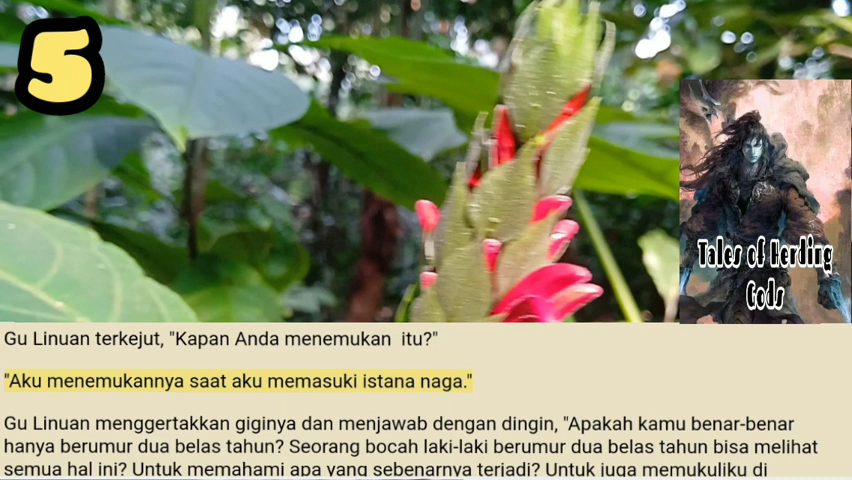 5
Tales of Herding
Gods
Gu Linuan terkejut, "Kapan Anda menemukan  itu?"
"Aku menemukannya saat aku memasuki istana naga."
Gu Linuan menggertakkan giginya dan menjawab dengan dingin, "Apakah kamu benar-benar
hanya berumur dua belas tahun? Seorang bocah laki-laki berumur dua belas tahun bisa melihat
semua hal ini? Untuk memahami apa yang sebenarnya terjadi? Untuk juga memukuliku di